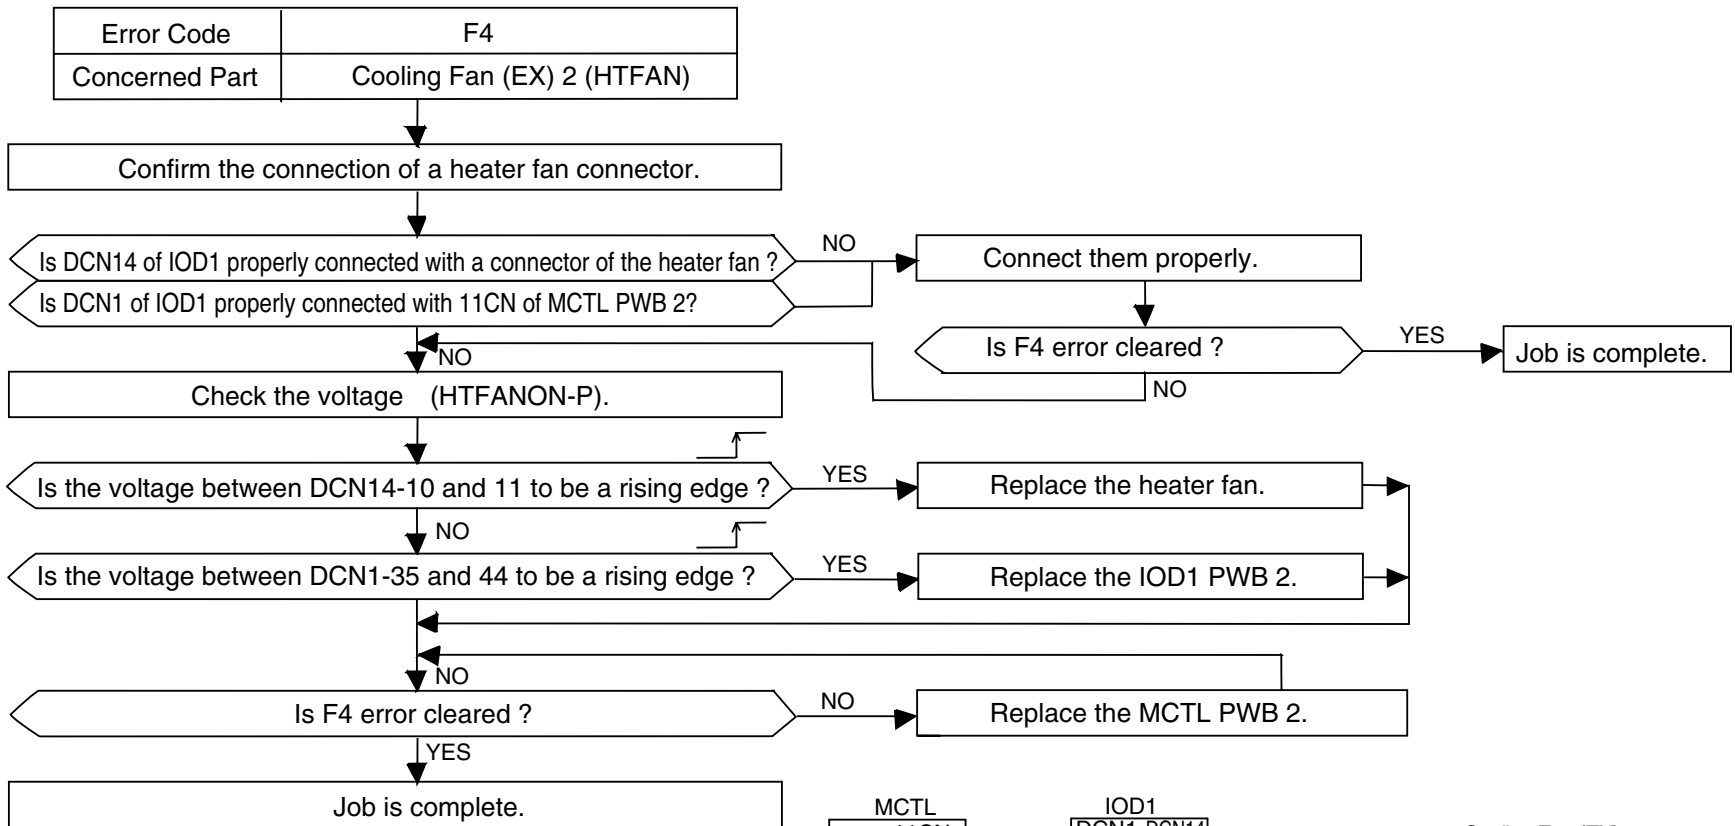 Error Code F4
Concerned Part Cooling Fan (EX) 2 (HTFAN)
Confirm the connection of a heater fan connector.
Is DCN14 of IOD1 properly connected with a connector of the heater fan ?
NO
Connect them properly.
Is DCN1 of IOD1 properly connected with 11CN of MCTL PWB 2?
Is F4 error cleared ?
YES
Job is complete.
NO
NO
Check the voltage (HTFANON-P).
Is the voltage between DCN14-10 and 11 to be a rising edge ?
YES
Replace the heater fan.
NO
Is the voltage between DCN1-35 and 44 to be a rising edge ?
YES
Replace the IOD1 PWB 2.
NO
Is F4 error cleared ?
NO
Replace the MCTL PWB 2.
YES
Job is complete.
MCTL
IOD1
DCN1 DCN14